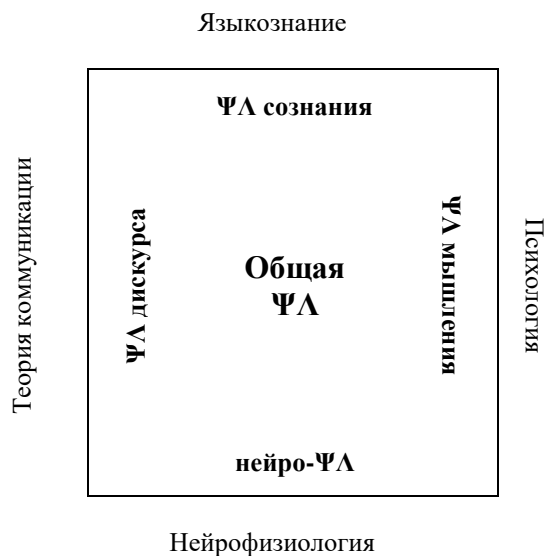 Языкознание
ΨΛ сознания
Теория коммуникации
ΨΛ дискурса
Общая
ΨΛ
ΨΛ мышления
Психология
нейро-ΨΛ
Нейрофизиология